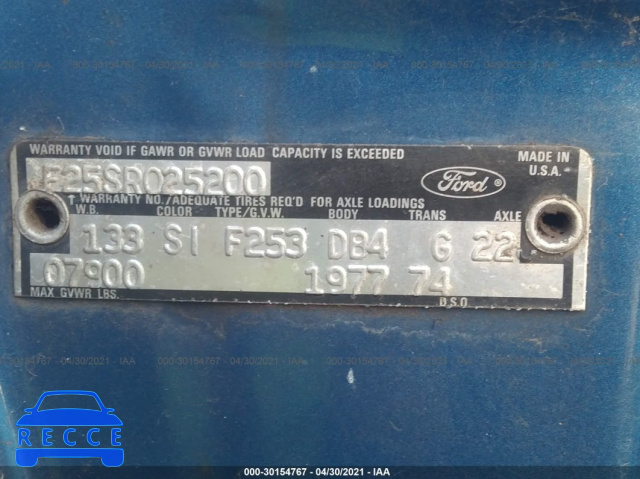 WARRANTY VOID IF GAWR OR GVWR LOAD CAPACITY IS EXCEEDED
F25SRO25200
Ford ®
MADE IN
U.S.A.
↑ WARRANTY NO./ADEQUATE TIRES REQ'D FOR AXLE LOADINGS
W.B. COLOR TYPE/G.V.W. BODY TRANS AXLE
133 SI F253 DB4 G 22
07900 1977 74
MAX. GVWR LBS. D.S.O.
000-30154767 - 04/30/2021 - IAA
RECCE